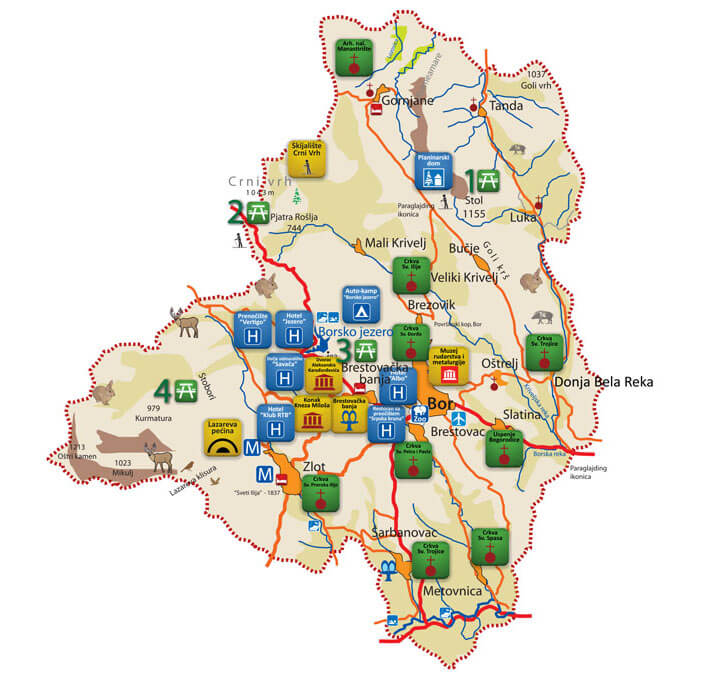 Arh. nal.
Manastirište
1037
Goli vrh
Gornjane
Tanda
Skijalište
Crni Vrh
Planinarski
dom
1
Crni vrh
1043m
Paraglajding
ikonica
Stol
1155
Luka
2
Pjatra Rošlja
744
Mali Krivelj
Bučje
Goli krš
Crkva
Sv. Ilije
Veliki Krivelj
Auto-kamp
"Borsko jezero"
Brezovik
Prenoćište
"Vertigo"
Hotel
"Jezero"
Borsko jezero
Crkva
Sv. Đorđa
Površinski kop, Bor
Crkva
Sv. Trojice
3
Muzej
rudarstva i
metalurgije
Oštrelj
"Savača"
Dvorac
Aleksandra
Karađorđevića
Brestovačka
banja
Hotel
"Albo"
Donja Bela Reka
4
Stobori
979
Kurmatura
Hotel
"Klub RTB"
Konak
Kneza Miloša
Brestovačka
banja
Restoran sa
prenoćištem
"Srpska kruna"
Bor
Zoo
Slatina
Lazareva
pećina
Brestovac
Uspenje
Bogorodice
1213
Oštri kamen
1023
Mikulj
M
M
Zlot
Crkva
Sv. Petra i Pavla
Borska reka
Paraglajding
ikonica
Lazareva klisura
"Sveti Ilija" - 1837
Crkva
Sv. Proroka Ilije
Šarbanovac
Crkva
Sv. Trojice
Crkva
Sv. Spasa
Metovnica